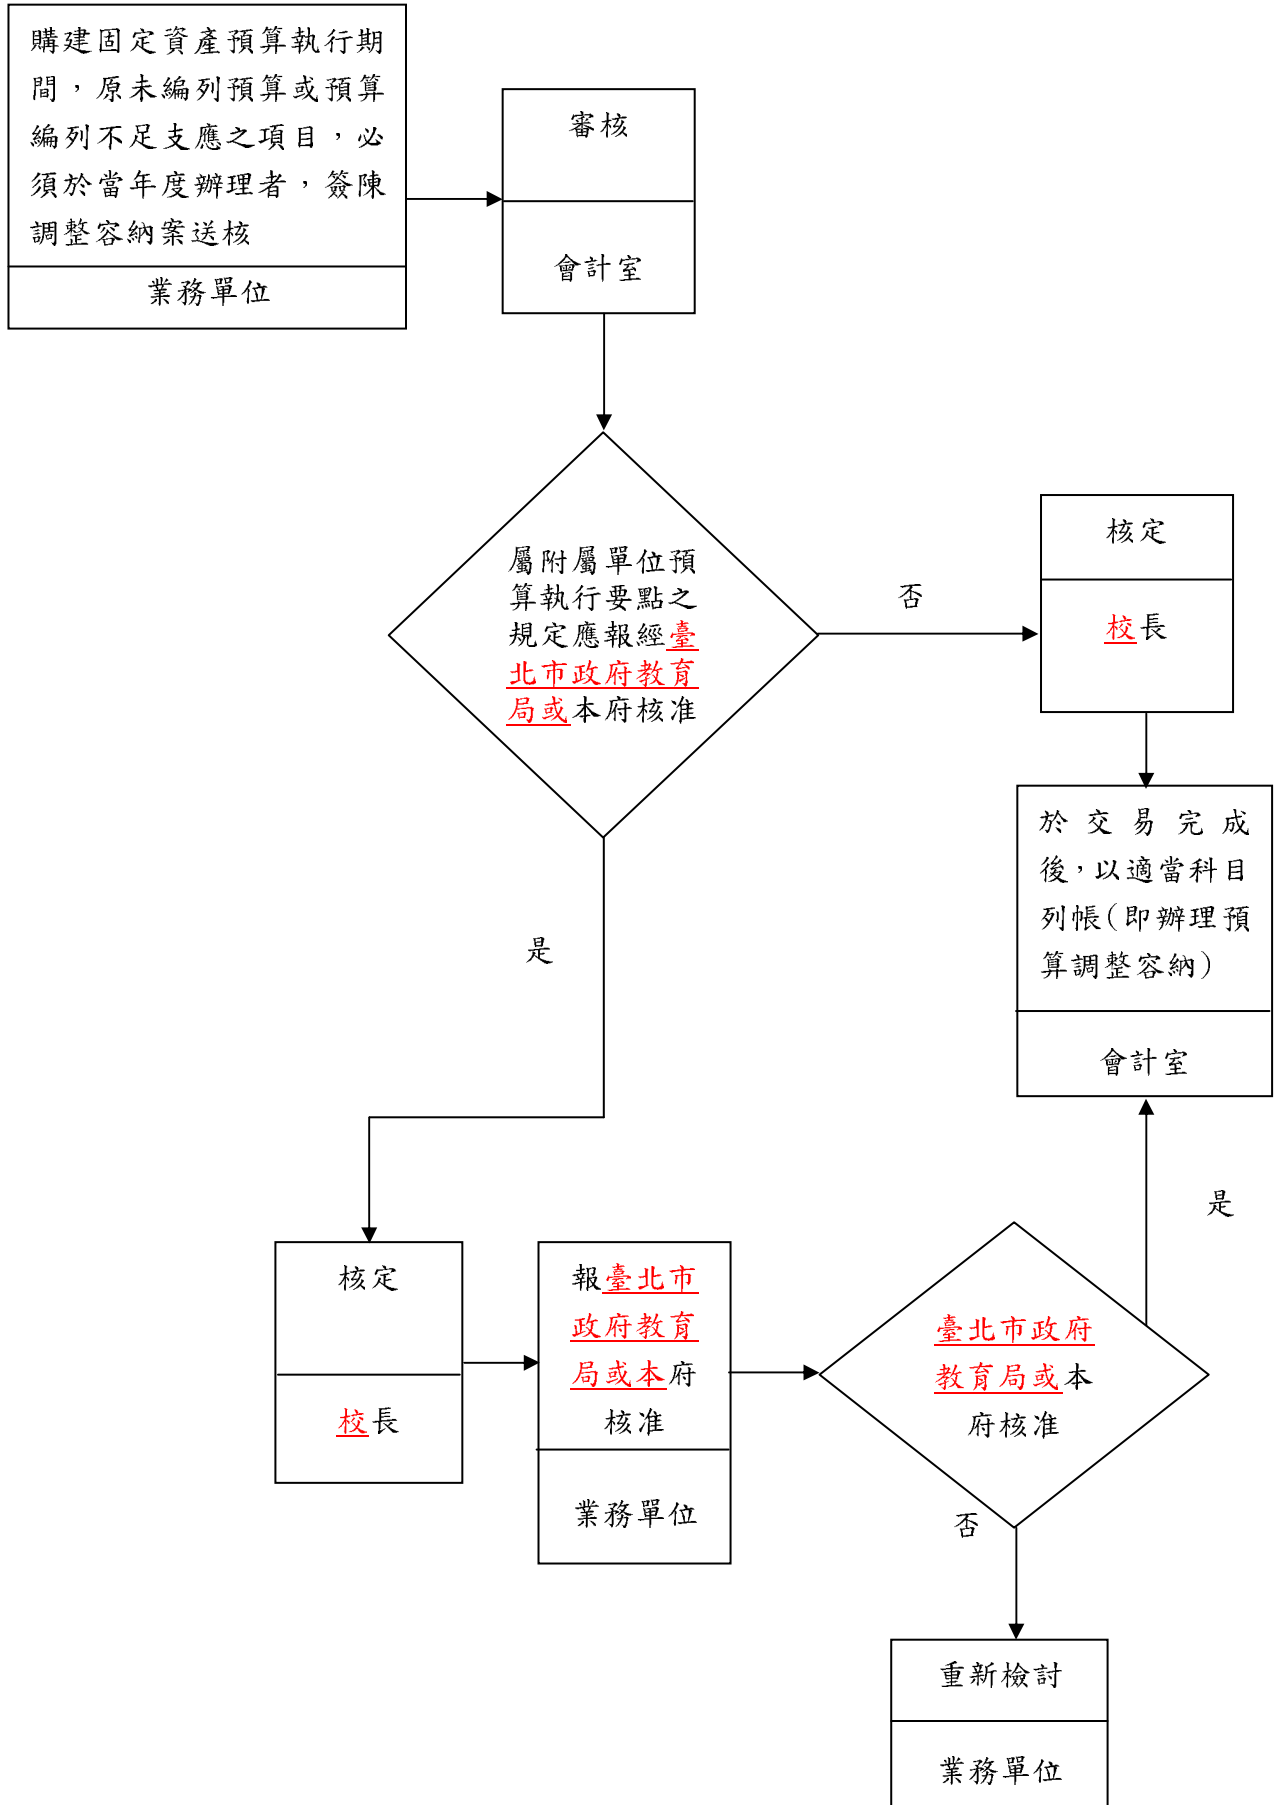 購建固定資產預算執行期
間，原未編列預算或預算
編列不足支應之項目，必
須於當年度辦理者，簽陳
調整容納案送核
業務單位
審核
會計室
屬附屬單位預
算執行要點之
規定應報經臺
北市政府教育
局或本府核准
否
核定
校長
於交易完成
後，以適當科目
列帳(即辦理預
算調整容納)
會計室
是
核定
校長
報臺北市
政府教育
局或本府
核准
業務單位
臺北市政府
教育局或本
府核准
是
否
重新檢討
業務單位